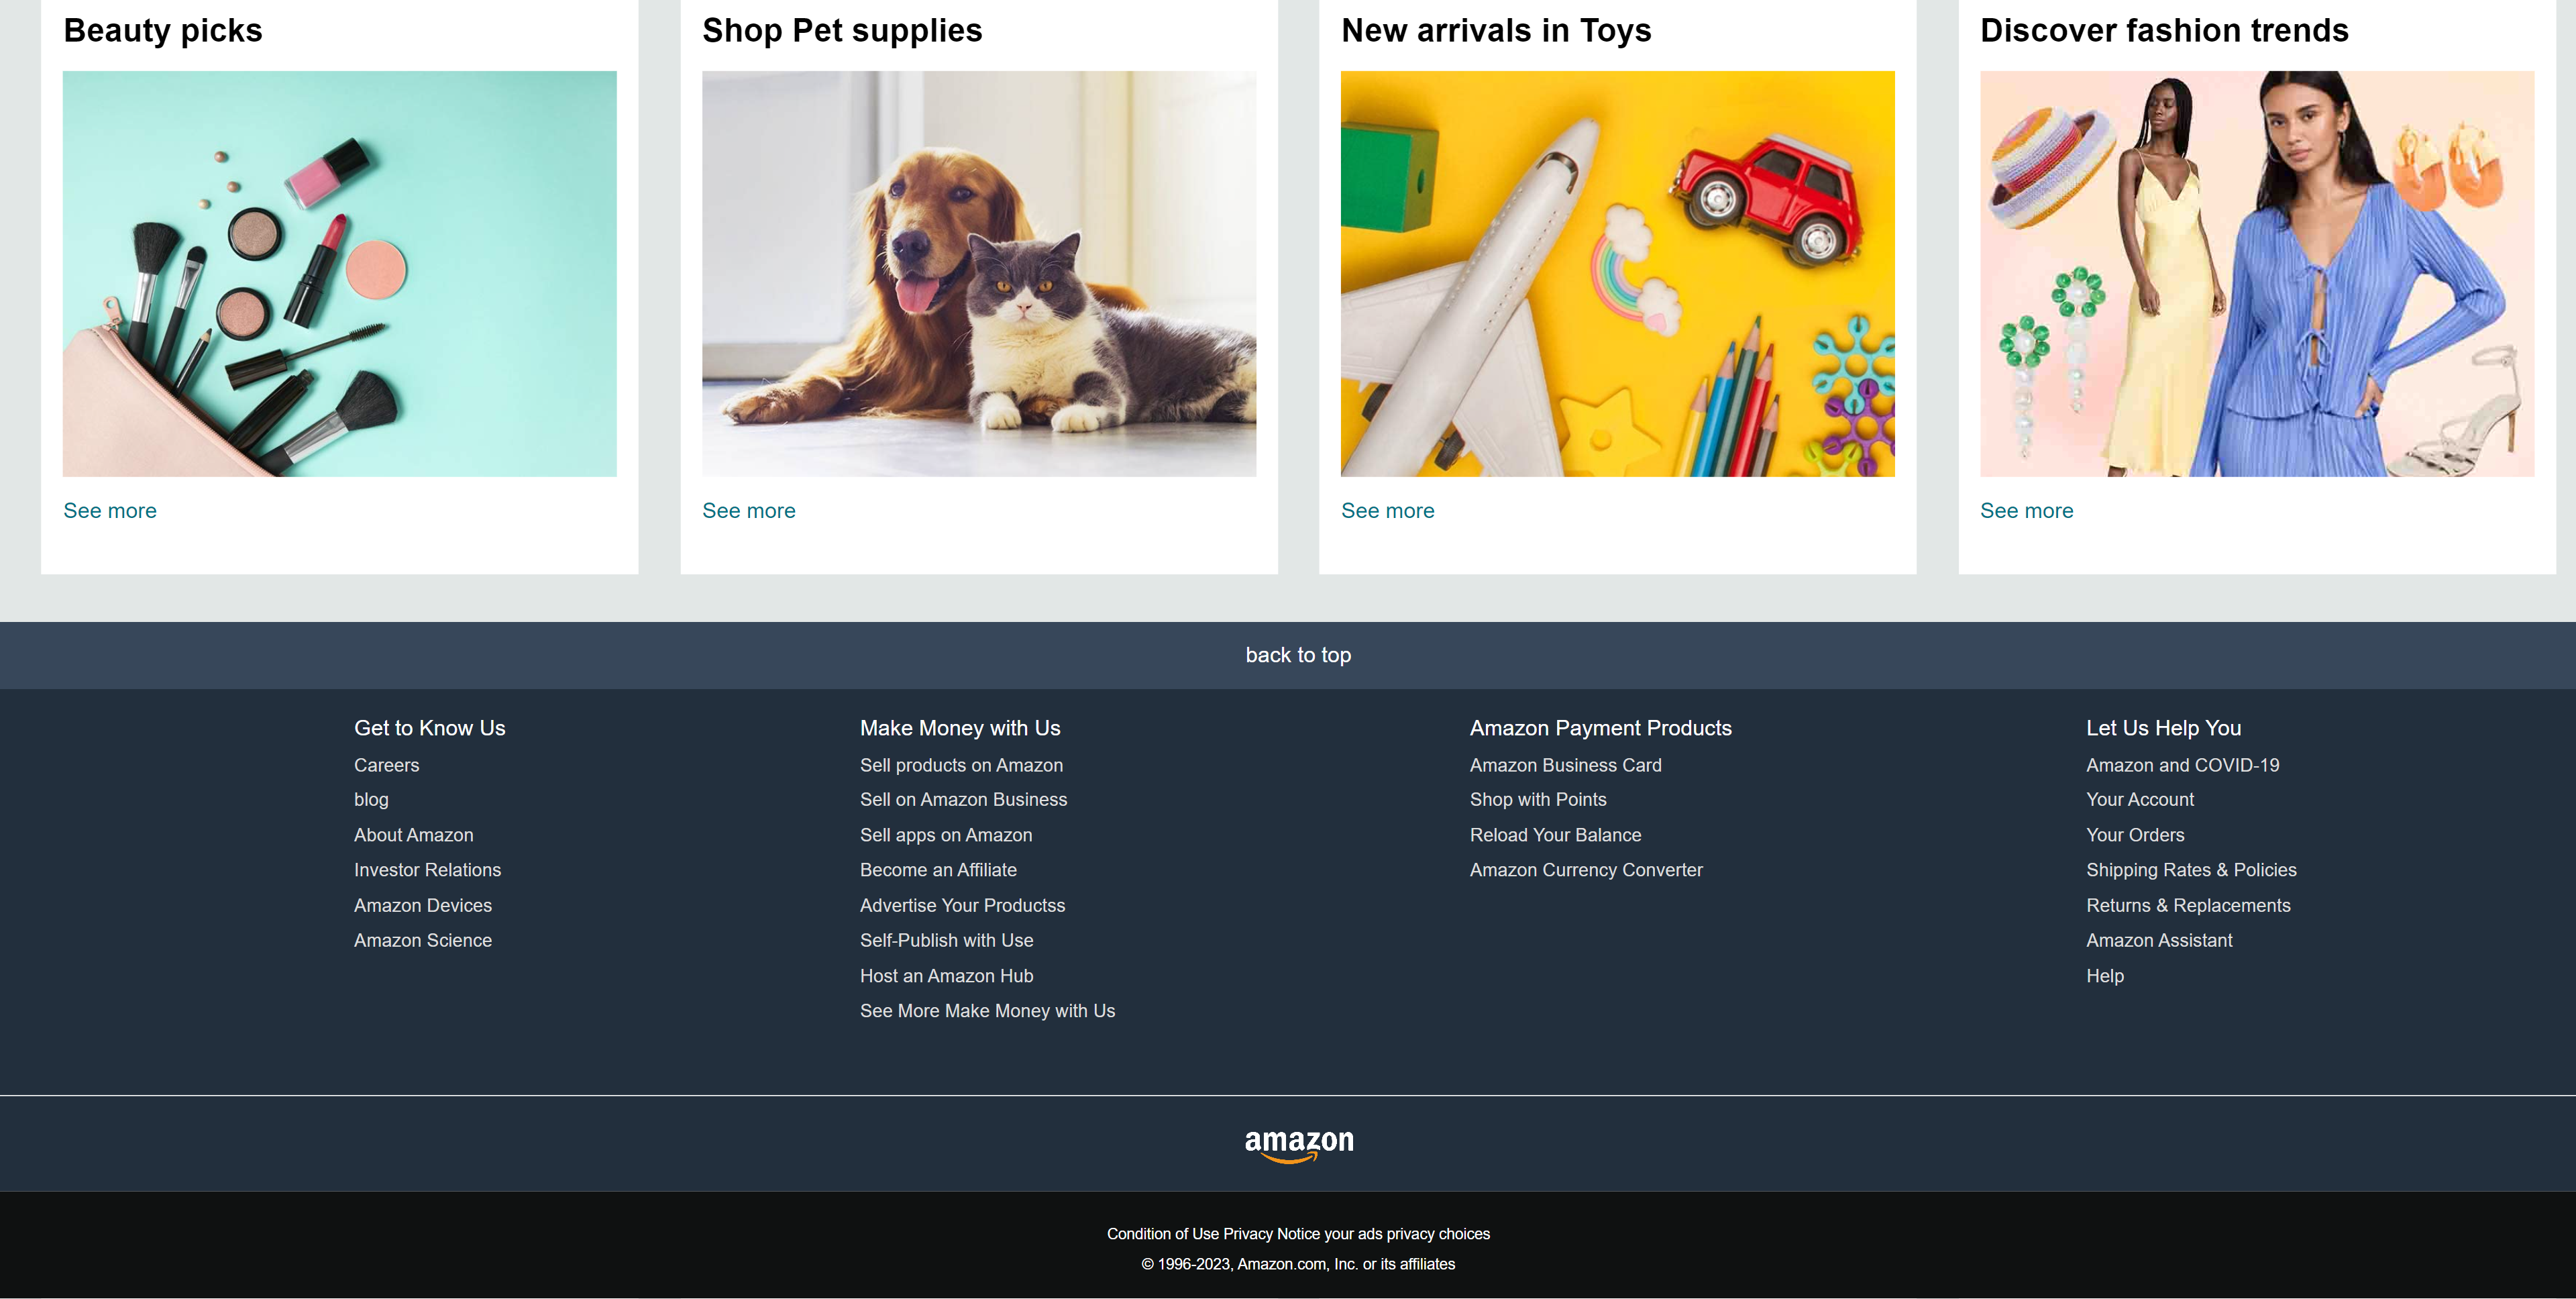 Beauty picks
See more
Shop Pet supplies
See more
New arrivals in Toys
See more
Discover fashion trends
See more
back to top
Get to Know Us
Careers
blog
About Amazon
Investor Relations
Amazon Devices
Amazon Science
Make Money with Us
Sell products on Amazon
Sell on Amazon Business
Sell apps on Amazon
Become an Affiliate
Advertise Your Productss
Self-Publish with Use
Host an Amazon Hub
See More Make Money with Us
Amazon Payment Products
Amazon Business Card
Shop with Points
Reload Your Balance
Amazon Currency Converter
Let Us Help You
Amazon and COVID-19
Your Account
Your Orders
Shipping Rates & Policies
Returns & Replacements
Amazon Assistant
Help
amazon
Condition of Use Privacy Notice your ads privacy choices
© 1996-2023, Amazon.com, Inc. or its affiliates